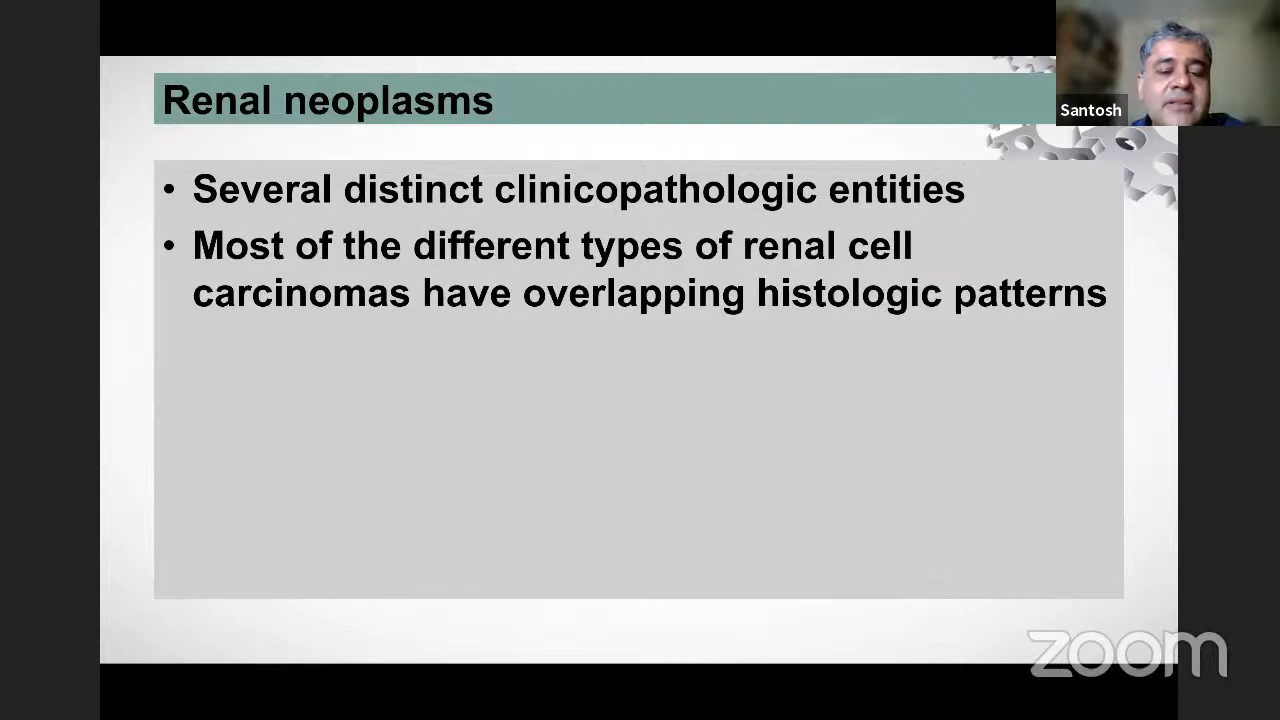 Renal neoplasms
Santosh
• Several distinct clinicopathologic entities
• Most of the different types of renal cell
carcinomas have overlapping histologic patterns
zoom